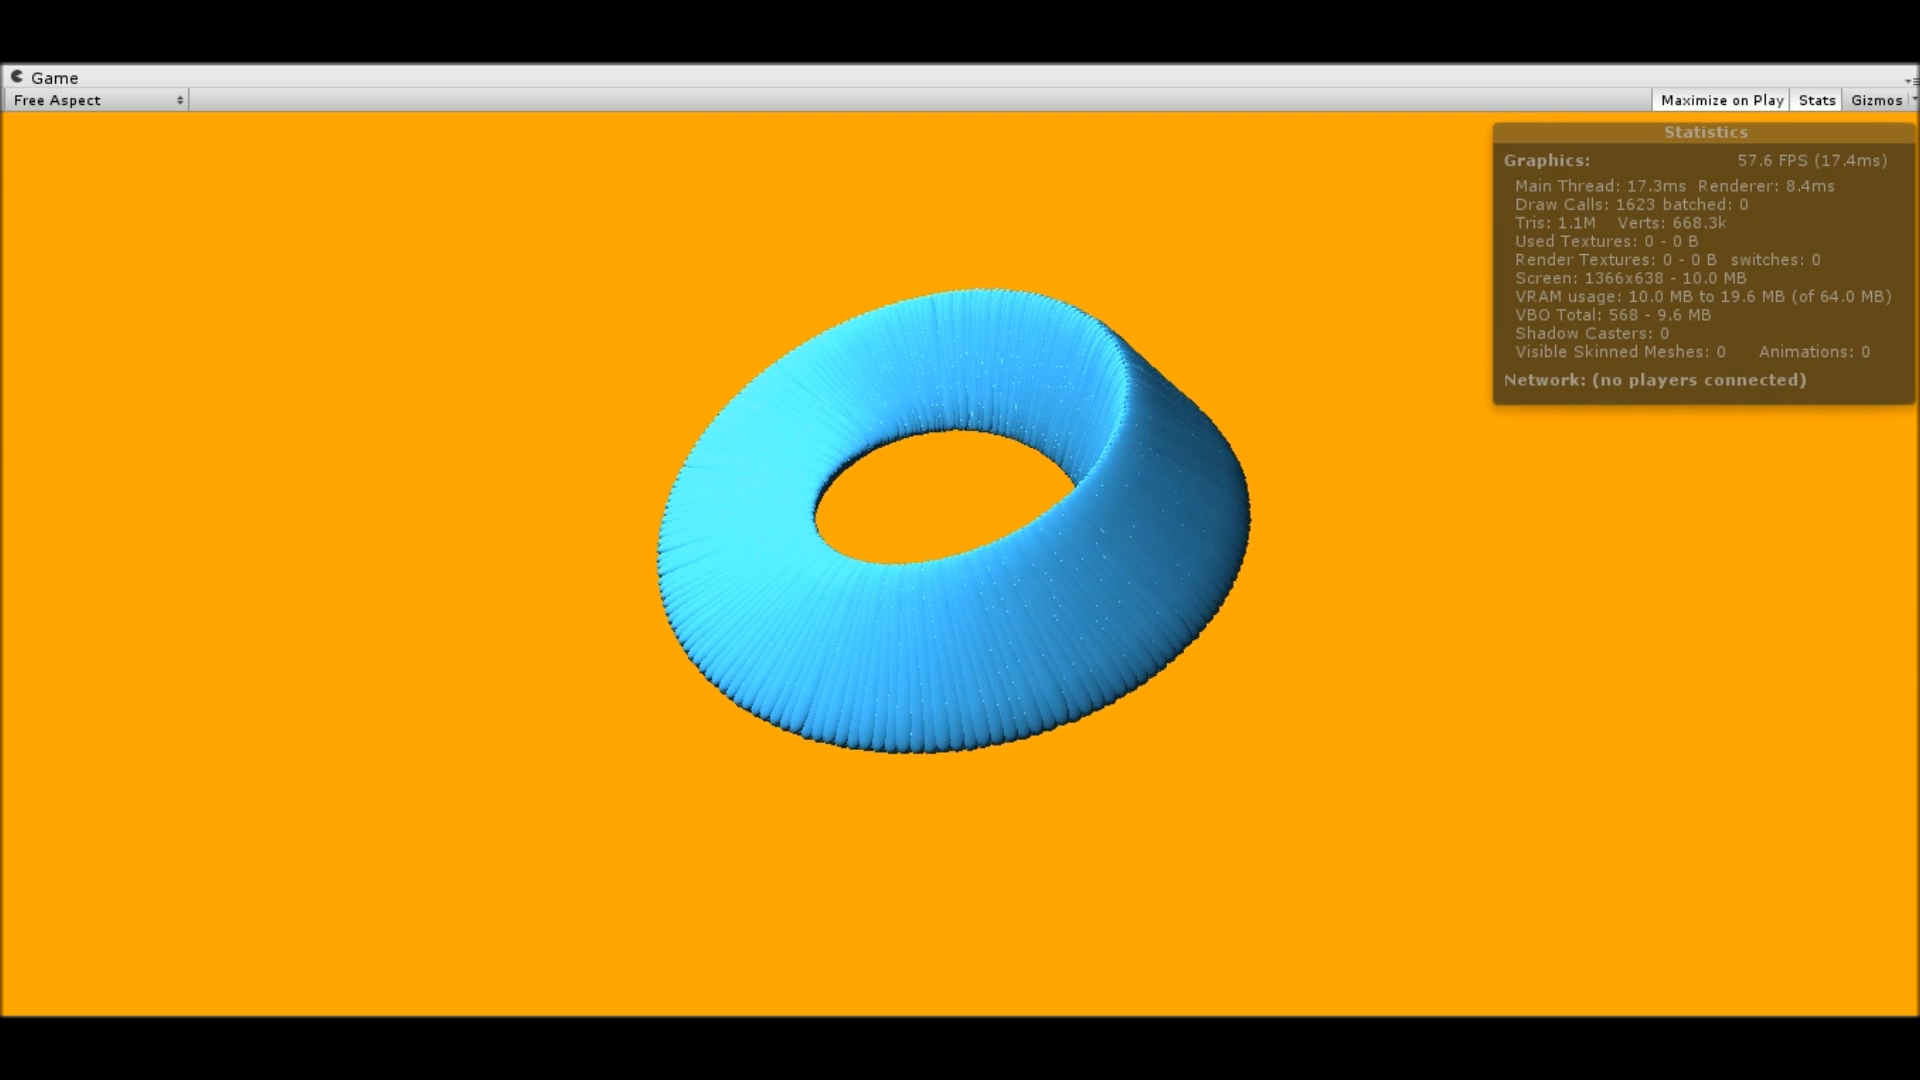 Game
Free Aspect
Maximize on Play Stats Gizmos
Statistics
Graphics: 57.6 FPS (17.4ms)
Main Thread: 17.3ms Renderer: 8.4ms
Draw Calls: 1623 batched: 0
Tris: 1.1M Verts: 668.3k
Used Textures: 0 - 0 B
Render Textures: 0 - 0 B switches: 0
Screen: 1366x638 - 10.0 MB
VRAM usage: 10.0 MB to 19.6 MB (of 64.0 MB)
VBO Total: 568 - 9.6 MB
Shadow Casters: 0
Visible Skinned Meshes: 0 Animations: 0
Network: (no players connected)